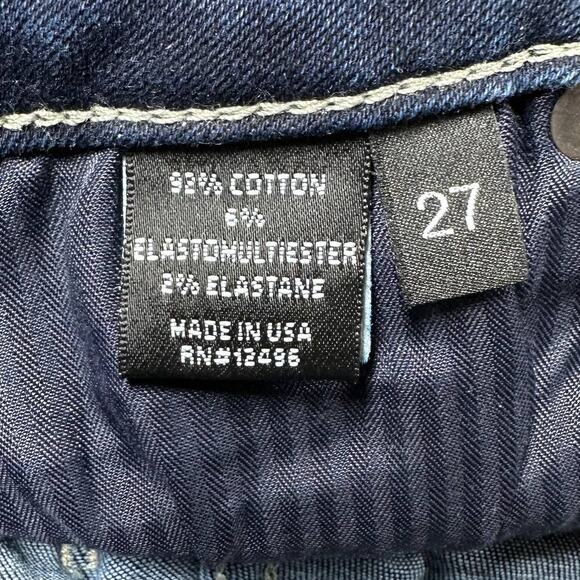 92% COTTON
6%
ELASTOMULTIESTER
2% ELASTANE
MADE IN USA
RN#12496
27